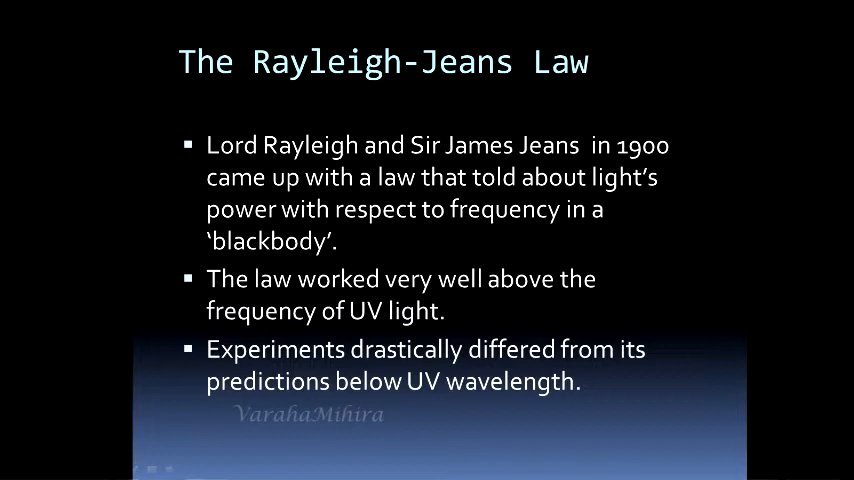 The Rayleigh-Jeans Law
Lord Rayleigh and Sir James Jeans in 1900
came up with a law that told about light's
power with respect to frequency in a
‘blackbody’.
The law worked very well above the
frequency of UV light.
Experiments drastically differed from its
predictions below UV wavelength.
VarahaMihira